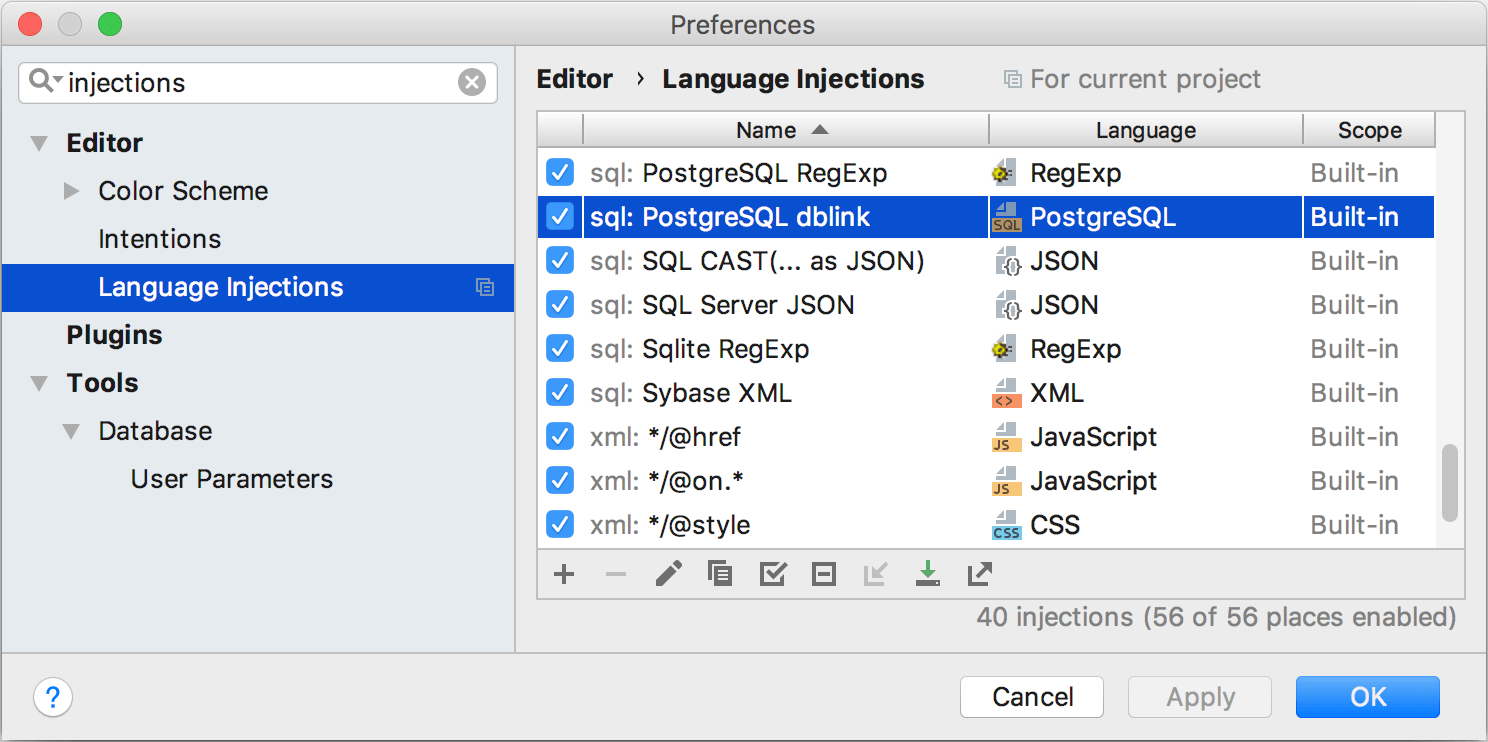 Preferences
injections
Editor
Color Scheme
Intentions
Language Injections
Plugins
Tools
Database
User Parameters
Editor › Language Injections For current project
Name Language Scope
sql: PostgreSQL RegExp RegExp Built-in
sql: PostgreSQL dblink SQL PostgreSQL Built-in
sql: SQL CAST(... as JSON) {} JSON Built-in
sql: SQL Server JSON {} JSON Built-in
sql: Sqlite RegExp RegExp Built-in
sql: Sybase XML <> XML Built-in
xml: */@href JS JavaScript Built-in
xml: */@on.* JS JavaScript Built-in
xml: */@style CSS CSS Built-in
40 injections (56 of 56 places enabled)
? Cancel Apply OK